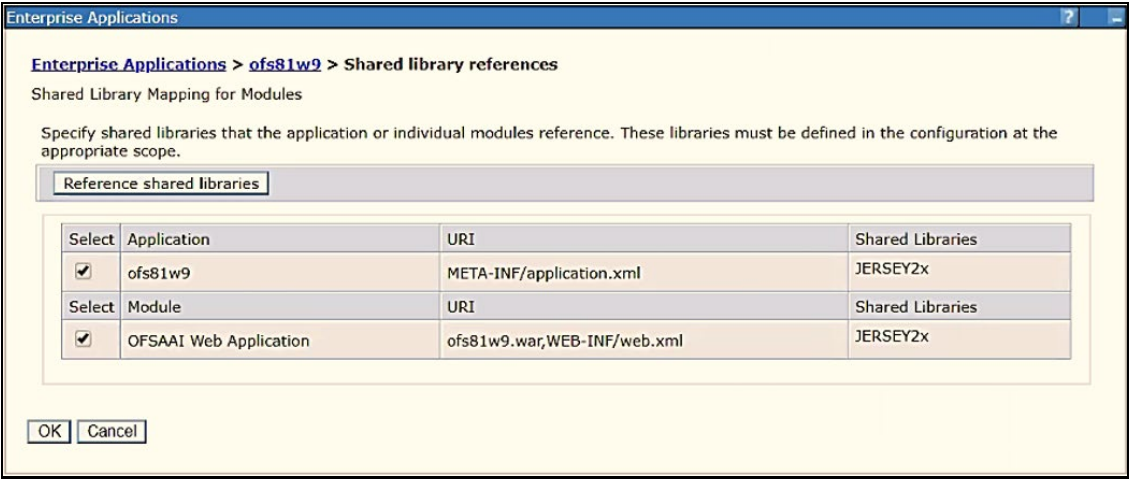 Enterprise Applications ? _
Enterprise Applications > ofs81w9 > Shared library references
Shared Library Mapping for Modules
Specify shared libraries that the application or individual modules reference. These libraries must be defined in the configuration at the
appropriate scope.
Reference shared libraries
Select Application URI Shared Libraries
ofs81w9 META-INF/application.xml JERSEY2x
Select Module URI Shared Libraries
OFSAAI Web Application ofs81w9.war,WEB-INF/web.xml JERSEY2x
OK Cancel